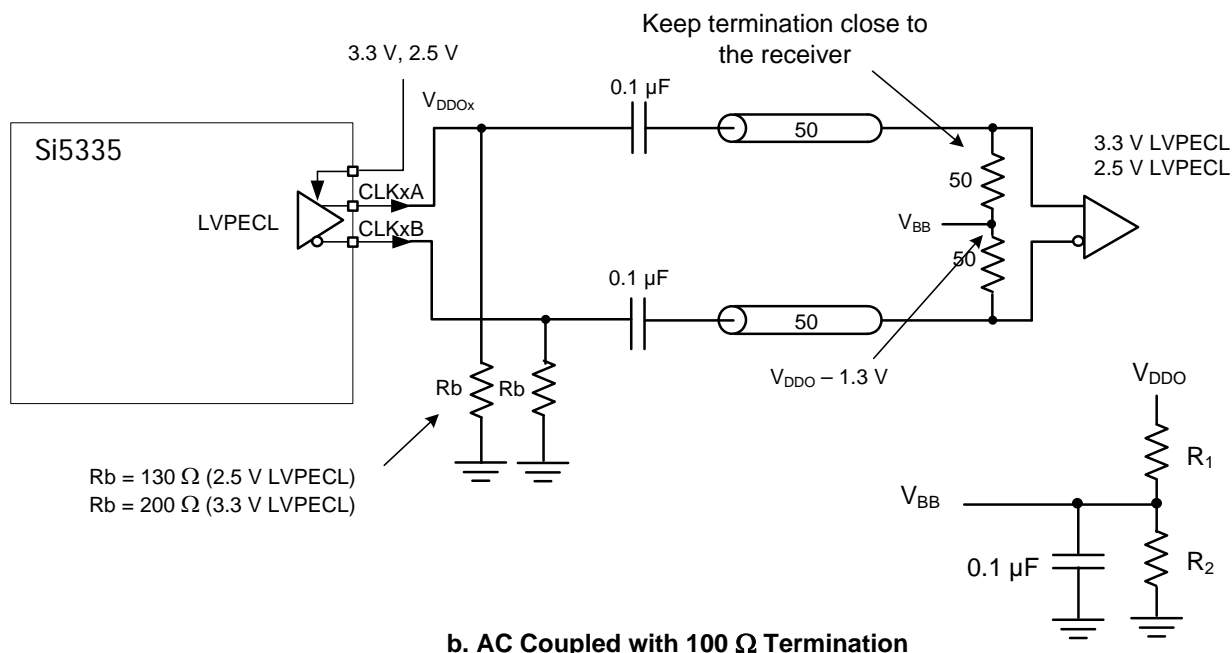 Keep termination close to
the receiver
3.3 V, 2.5 V
0.1 µF
VDDOx
50
Si5335
3.3 V LVPECL
2.5 V LVPECL
CLKxA
50
LVPECL
VBB
CLKxB
50
0.1 µF
50
Rb
Rb
VDDO – 1.3 V
VDDO
R1
Rb = 130 Ω (2.5 V LVPECL)
Rb = 200 Ω (3.3 V LVPECL)
VBB
0.1 µF
R2
b. AC Coupled with 100 Ω Termination